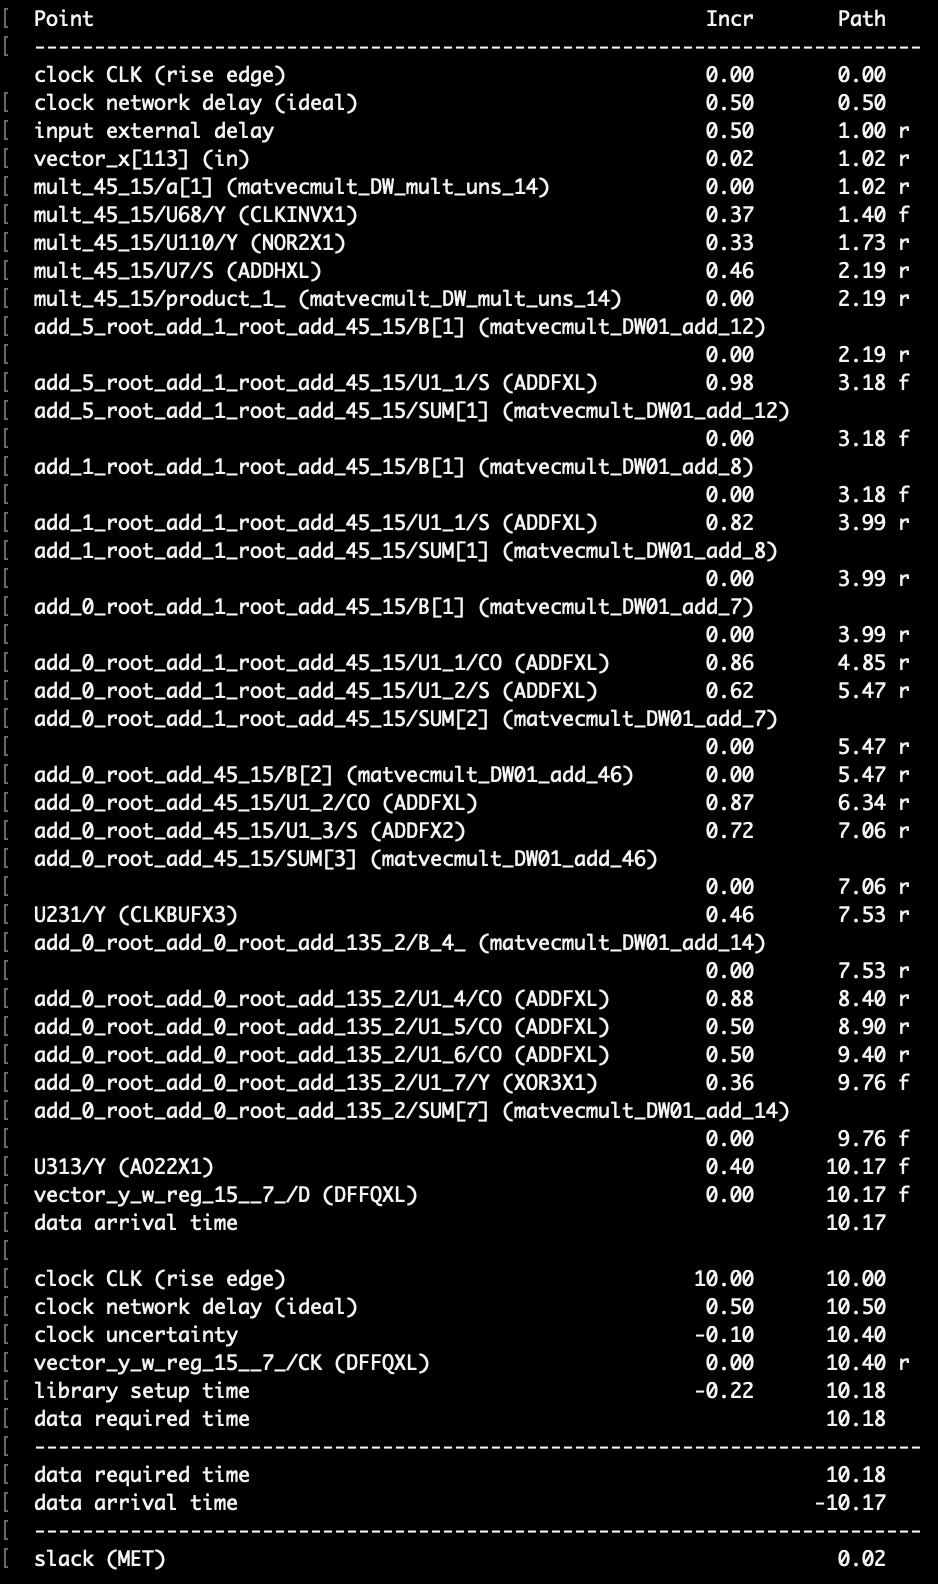 [  Point                                                   Incr       Path
[  --------------------------------------------------------------------------
   clock CLK (rise edge)                                   0.00       0.00
[  clock network delay (ideal)                             0.50       0.50
[  input external delay                                    0.50       1.00 r
[  vector_x[113] (in)                                      0.02       1.02 r
[  mult_45_15/a[1] (matvecmult_DW_mult_uns_14)             0.00       1.02 r
[  mult_45_15/U68/Y (CLKINVX1)                             0.37       1.40 f
[  mult_45_15/U110/Y (NOR2X1)                              0.33       1.73 r
[  mult_45_15/U7/S (ADDHXL)                                0.46       2.19 r
[  mult_45_15/product_1_ (matvecmult_DW_mult_uns_14)       0.00       2.19 r
[  add_5_root_add_1_root_add_45_15/B[1] (matvecmult_DW01_add_12)
[                                                          0.00       2.19 r
[  add_5_root_add_1_root_add_45_15/U1_1/S (ADDFXL)         0.98       3.18 f
[  add_5_root_add_1_root_add_45_15/SUM[1] (matvecmult_DW01_add_12)
[                                                          0.00       3.18 f
[  add_1_root_add_1_root_add_45_15/B[1] (matvecmult_DW01_add_8)
[                                                          0.00       3.18 f
[  add_1_root_add_1_root_add_45_15/U1_1/S (ADDFXL)         0.82       3.99 r
[  add_1_root_add_1_root_add_45_15/SUM[1] (matvecmult_DW01_add_8)
[                                                          0.00       3.99 r
[  add_0_root_add_1_root_add_45_15/B[1] (matvecmult_DW01_add_7)
[                                                          0.00       3.99 r
[  add_0_root_add_1_root_add_45_15/U1_1/CO (ADDFXL)        0.86       4.85 r
[  add_0_root_add_1_root_add_45_15/U1_2/S (ADDFXL)         0.62       5.47 r
[  add_0_root_add_1_root_add_45_15/SUM[2] (matvecmult_DW01_add_7)
[                                                          0.00       5.47 r
[  add_0_root_add_45_15/B[2] (matvecmult_DW01_add_46)      0.00       5.47 r
[  add_0_root_add_45_15/U1_2/CO (ADDFXL)                   0.87       6.34 r
[  add_0_root_add_45_15/U1_3/S (ADDFX2)                    0.72       7.06 r
[  add_0_root_add_45_15/SUM[3] (matvecmult_DW01_add_46)
[                                                          0.00       7.06 r
[  U231/Y (CLKBUFX3)                                       0.46       7.53 r
[  add_0_root_add_0_root_add_135_2/B_4_ (matvecmult_DW01_add_14)
[                                                          0.00       7.53 r
[  add_0_root_add_0_root_add_135_2/U1_4/CO (ADDFXL)        0.88       8.40 r
[  add_0_root_add_0_root_add_135_2/U1_5/CO (ADDFXL)        0.50       8.90 r
[  add_0_root_add_0_root_add_135_2/U1_6/CO (ADDFXL)        0.50       9.40 r
[  add_0_root_add_0_root_add_135_2/U1_7/Y (XOR3X1)         0.36       9.76 f
[  add_0_root_add_0_root_add_135_2/SUM[7] (matvecmult_DW01_add_14)
[                                                          0.00       9.76 f
[  U313/Y (AO22X1)                                         0.40      10.17 f
[  vector_y_w_reg_15__7_/D (DFFQXL)                        0.00      10.17 f
[  data arrival time                                                 10.17
[
[  clock CLK (rise edge)                                  10.00      10.00
[  clock network delay (ideal)                             0.50      10.50
[  clock uncertainty                                      -0.10      10.40
[  vector_y_w_reg_15__7_/CK (DFFQXL)                       0.00      10.40 r
[  library setup time                                     -0.22      10.18
[  data required time                                                10.18
[  --------------------------------------------------------------------------
[  data required time                                                10.18
[  data arrival time                                                -10.17
[  --------------------------------------------------------------------------
[  slack (MET)                                                        0.02